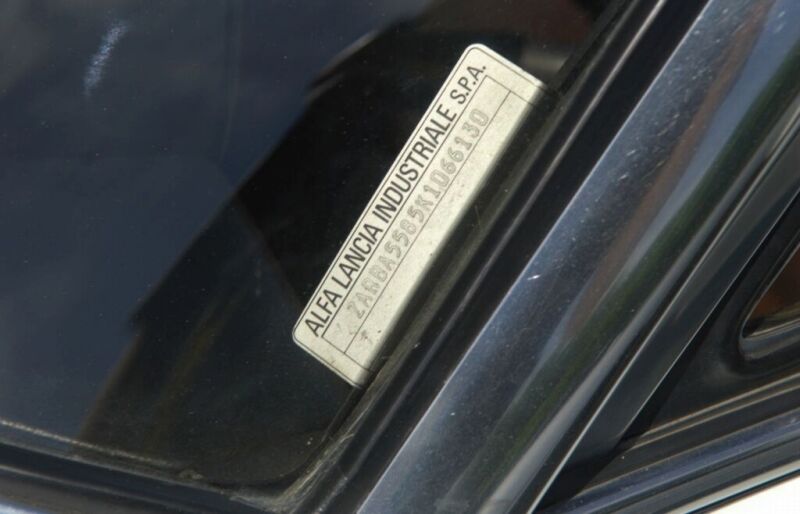 ALFA LANCIA INDUSTRIALE S.P.A.
ZARBA5585K1066130